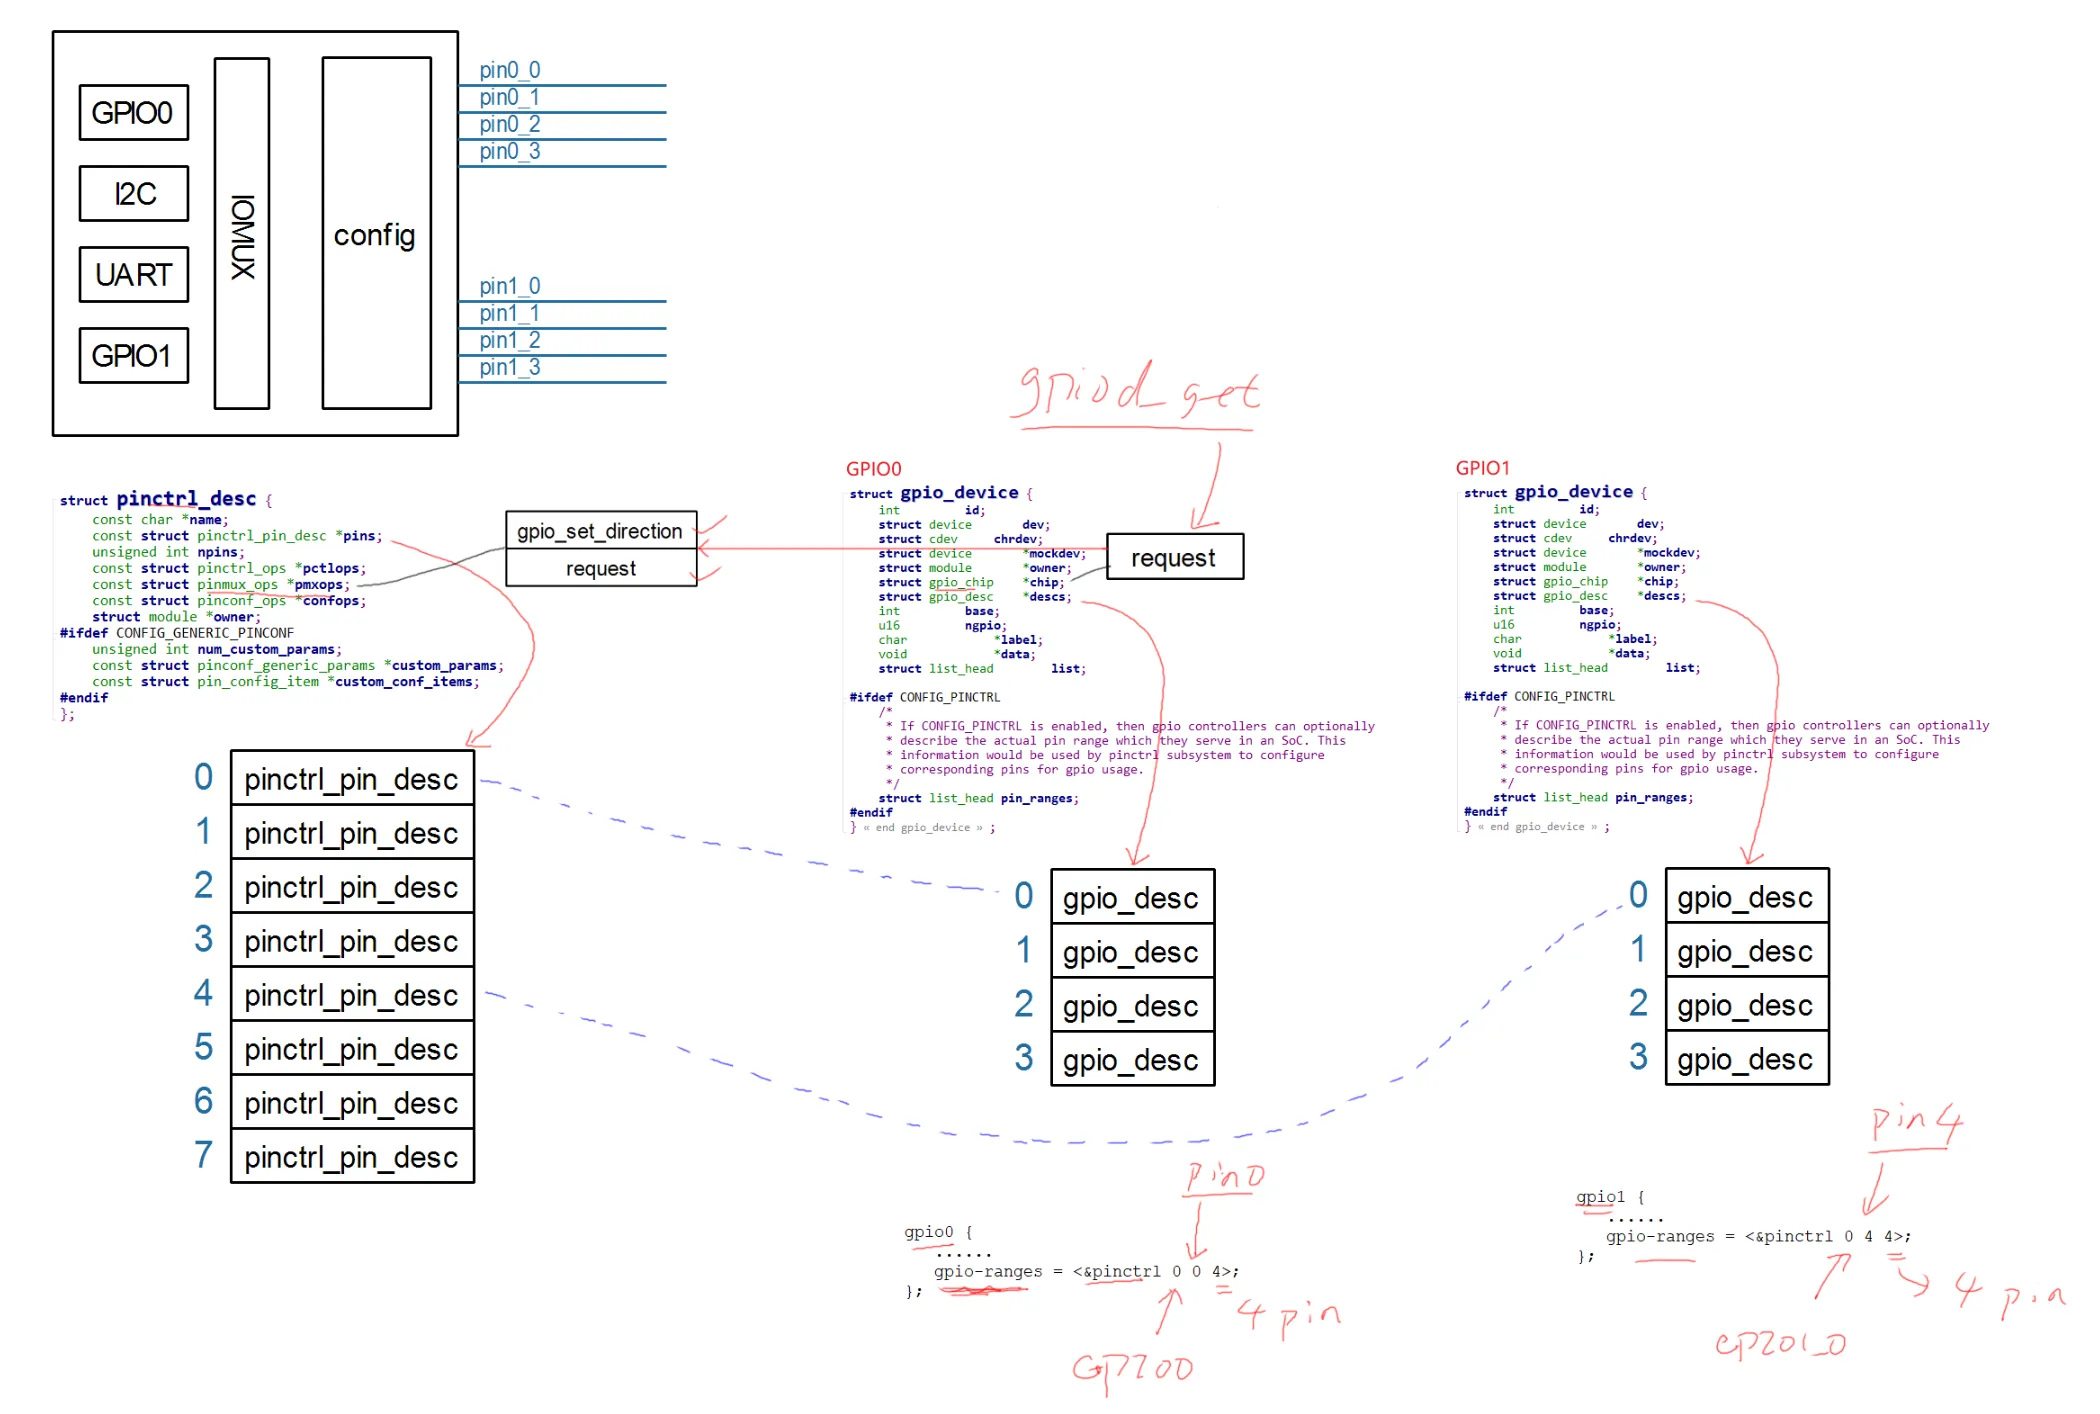 pin0_0
pin0_1
pin0_2
pin0_3
GPIO0
I2C
UART
GPIO1
IOMUX
config
pin1_0
pin1_1
pin1_2
pin1_3
gpiod_get
struct pinctrl_desc {
const char *name;
const struct pinctrl_pin_desc *pins;
unsigned int npins;
const struct pinctrl_ops *pctlops;
const struct pinmux_ops *pmxops;
const struct pinconf_ops *confops;
struct module *owner;
#ifdef CONFIG_GENERIC_PINCONF
unsigned int num_custom_params;
const struct pinconf_generic_params *custom_params;
const struct pin_config_item *custom_conf_items;
#endif
};
gpio_set_direction
request
GPIO0
struct gpio_device {
int id;
struct device dev;
struct cdev chrdev;
struct device *mockdev;
struct module *owner;
struct gpio_chip *chip;
struct gpio_desc *descs;
int base;
u16 ngpio;
char *label;
void *data;
struct list_head list;
#ifdef CONFIG_PINCTRL
/*
* If CONFIG_PINCTRL is enabled, then gpio controllers can optionally
* describe the actual pin range which they serve in an SoC. This
* information would be used by pinctrl subsystem to configure
* corresponding pins for gpio usage.
*/
struct list_head pin_ranges;
#endif
} « end gpio_device » ;
request
GPIO1
struct gpio_device {
int id;
struct device dev;
struct cdev chrdev;
struct device *mockdev;
struct module *owner;
struct gpio_chip *chip;
struct gpio_desc *descs;
int base;
u16 ngpio;
char *label;
void *data;
struct list_head list;
#ifdef CONFIG_PINCTRL
/*
* If CONFIG_PINCTRL is enabled, then gpio controllers can optionally
* describe the actual pin range which they serve in an SoC. This
* information would be used by pinctrl subsystem to configure
* corresponding pins for gpio usage.
*/
struct list_head pin_ranges;
#endif
} « end gpio_device » ;
0 pinctrl_pin_desc
1 pinctrl_pin_desc
2 pinctrl_pin_desc
3 pinctrl_pin_desc
4 pinctrl_pin_desc
5 pinctrl_pin_desc
6 pinctrl_pin_desc
7 pinctrl_pin_desc
0 gpio_desc
1 gpio_desc
2 gpio_desc
3 gpio_desc
0 gpio_desc
1 gpio_desc
2 gpio_desc
3 gpio_desc
pin0
gpio0 {
......
gpio-ranges = <&pinctrl 0 0 4>;
};
4 pin
GPIO0
pin4
gpio1 {
......
gpio-ranges = <&pinctrl 0 4 4>;
};
4 pin
GPIO1_0